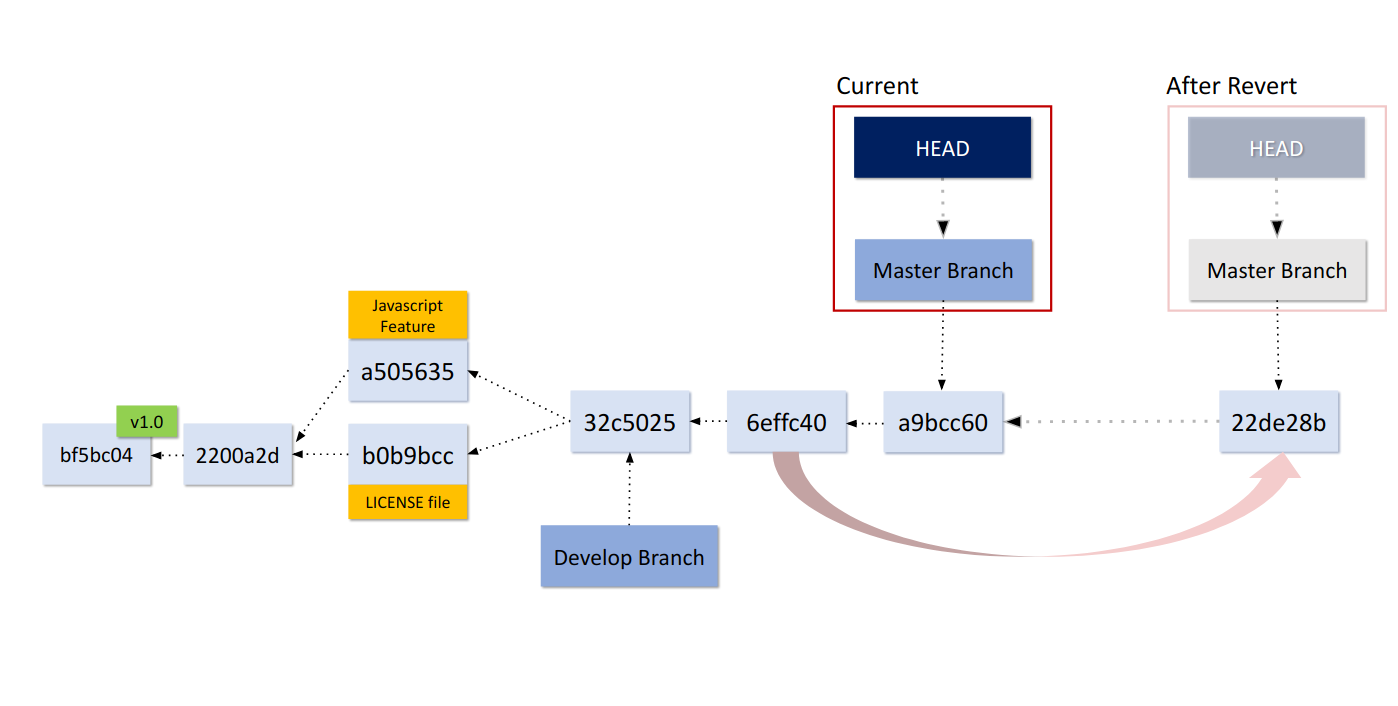 Current
After Revert
HEAD
HEAD
Master Branch
Master Branch
Javascript
Feature
a505635
v1.0
bf5bc04
2200a2d
b0b9bcc
LICENSE file
32c5025
6effc40
a9bcc60
22de28b
Develop Branch